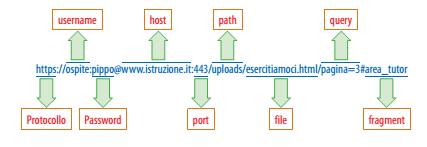 username host path query
https://ospite:pippo@www.istruzione.it:443/uploads/esercitiamoci.html/pagina=3#area_tutor
Protocollo Password port file fragment